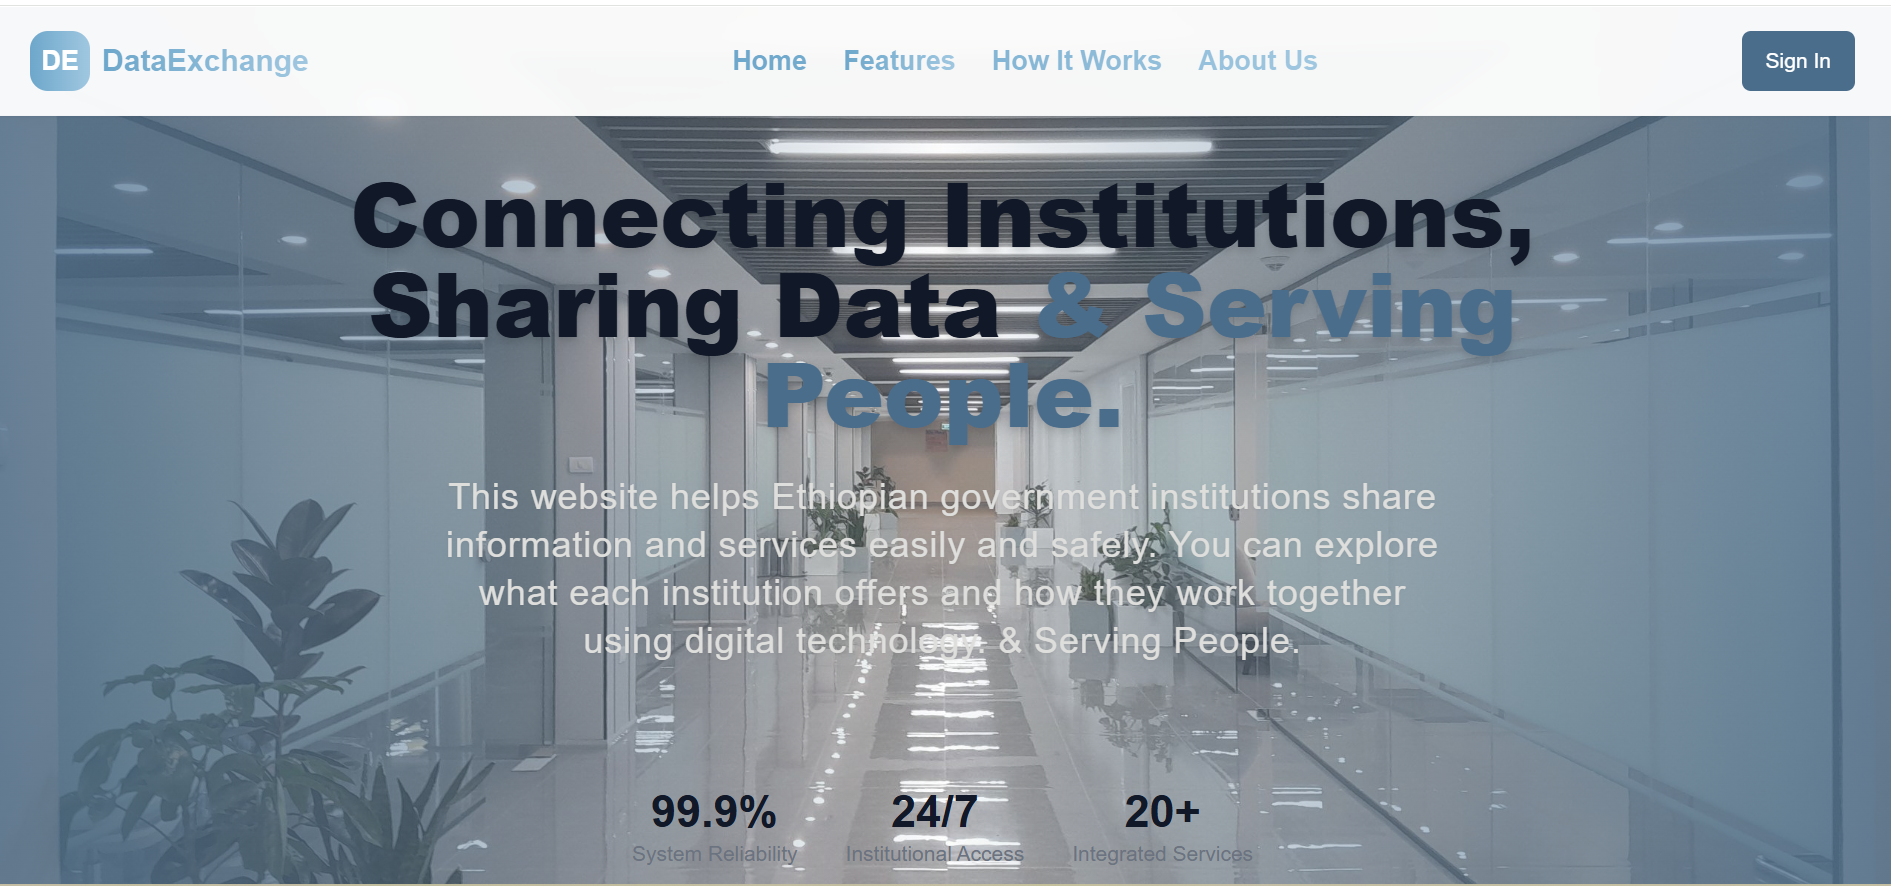 DE DataExchange Home Features How It Works About Us Sign In
Connecting Institutions,
Sharing Data & Serving
People.
This website helps Ethiopian government institutions share
information and services easily and safely. You can explore
what each institution offers and how they work together
using digital technology. & Serving People.
99.9% 24/7 20+
System Reliability Institutional Access Integrated Services